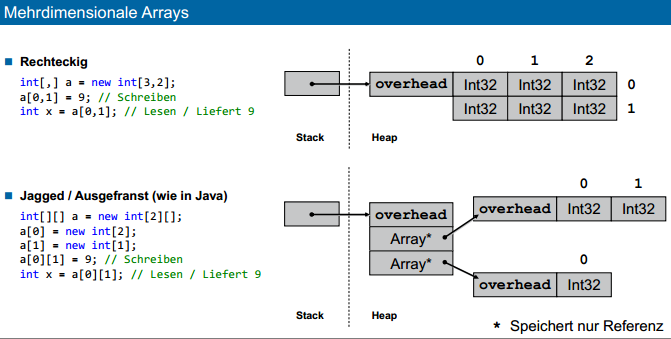 Mehrdimensionale Arrays
Rechteckig
int[,] a = new int[3,2];
a[0,1] = 9; // Schreiben
int x = a[0,1]; // Lesen / Liefert 9
0 1 2
overhead Int32 Int32 Int32 0
Int32 Int32 Int32 1
Stack Heap
Jagged / Ausgefranst (wie in Java)
int[][] a = new int[2][];
a[0] = new int[2];
a[1] = new int[1];
a[0][1] = 9; // Schreiben
int x = a[0][1]; // Lesen / Liefert 9
0 1
overhead Int32 Int32
overhead
Array*
Array*
0
overhead Int32
Stack Heap
* Speichert nur Referenz